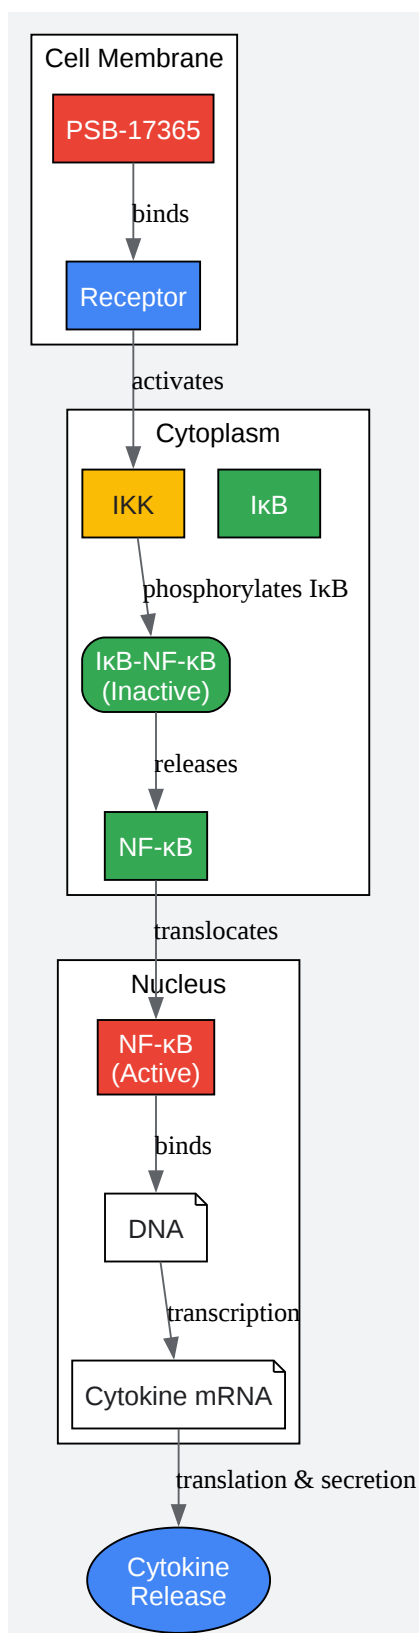 Cell Membrane
PSB-17365
binds
Receptor
activates
Cytoplasm
IKK
IκB
phosphorylates IκB
IκB-NF-κB
(Inactive)
releases
NF-κB
translocates
Nucleus
NF-κB
(Active)
binds
DNA
transcription
Cytokine mRNA
translation & secretion
Cytokine
Release